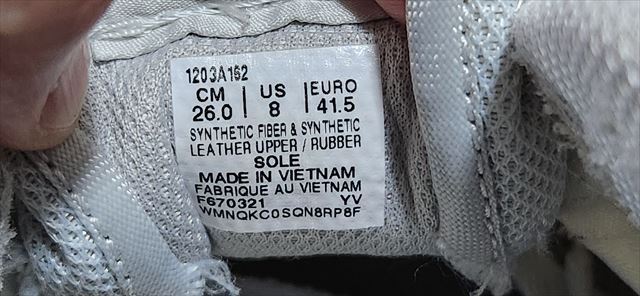 1203A162
CM US EURO
26.0 8 41.5
SYNTHETIC FIBER & SYNTHETIC
LEATHER UPPER / RUBBER
SOLE
MADE IN VIETNAM
FABRIQUE AU VIETNAM
F670321 YV
WMNQKC0SQN8RP8F